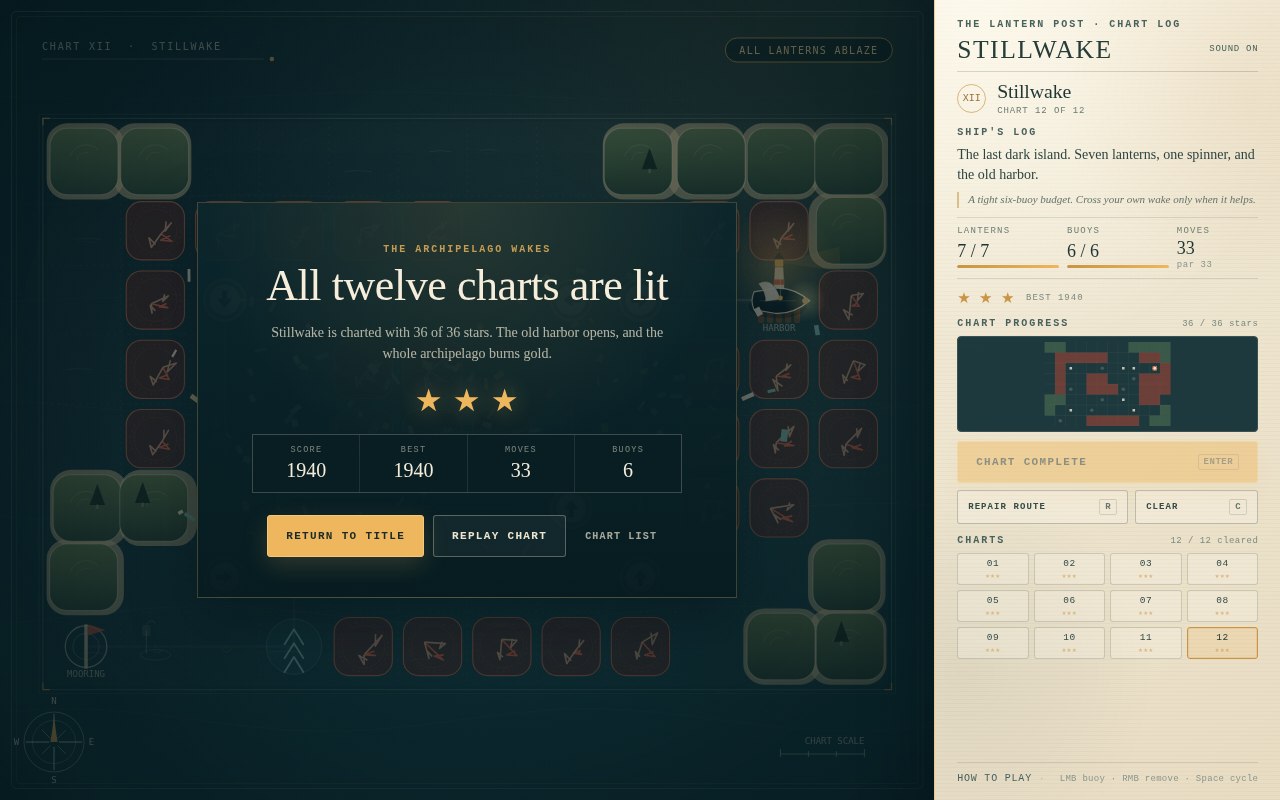 CHART XII · STILLWAKE
ALL LANTERNS ABLAZE
THE ARCHIPELAGO WAKES
All twelve charts are lit
Stillwake is charted with 36 of 36 stars. The old harbor opens, and the
whole archipelago burns gold.
★ ★ ★
SCORE BEST MOVES BUOYS
1940 1940 33 6
RETURN TO TITLE REPLAY CHART CHART LIST
HARBOR
MOORING
N
W E
S
CHART SCALE
THE LANTERN POST · CHART LOG
STILLWAKE SOUND ON
XII Stillwake
CHART 12 OF 12
SHIP'S LOG
The last dark island. Seven lanterns, one spinner, and
the old harbor.
A tight six-buoy budget. Cross your own wake only when it helps.
LANTERNS BUOYS MOVES
7 / 7 6 / 6 33
par 33
★ ★ ★ BEST 1940
CHART PROGRESS 36 / 36 stars
CHART COMPLETE ENTER
REPAIR ROUTE R CLEAR C
CHARTS 12 / 12 cleared
01 02 03 04
★★★ ★★★ ★★★ ★★★
05 06 07 08
★★★ ★★★ ★★★ ★★★
09 10 11 12
★★★ ★★★ ★★★ ★★★
HOW TO PLAY · LMB buoy · RMB remove · Space cycle